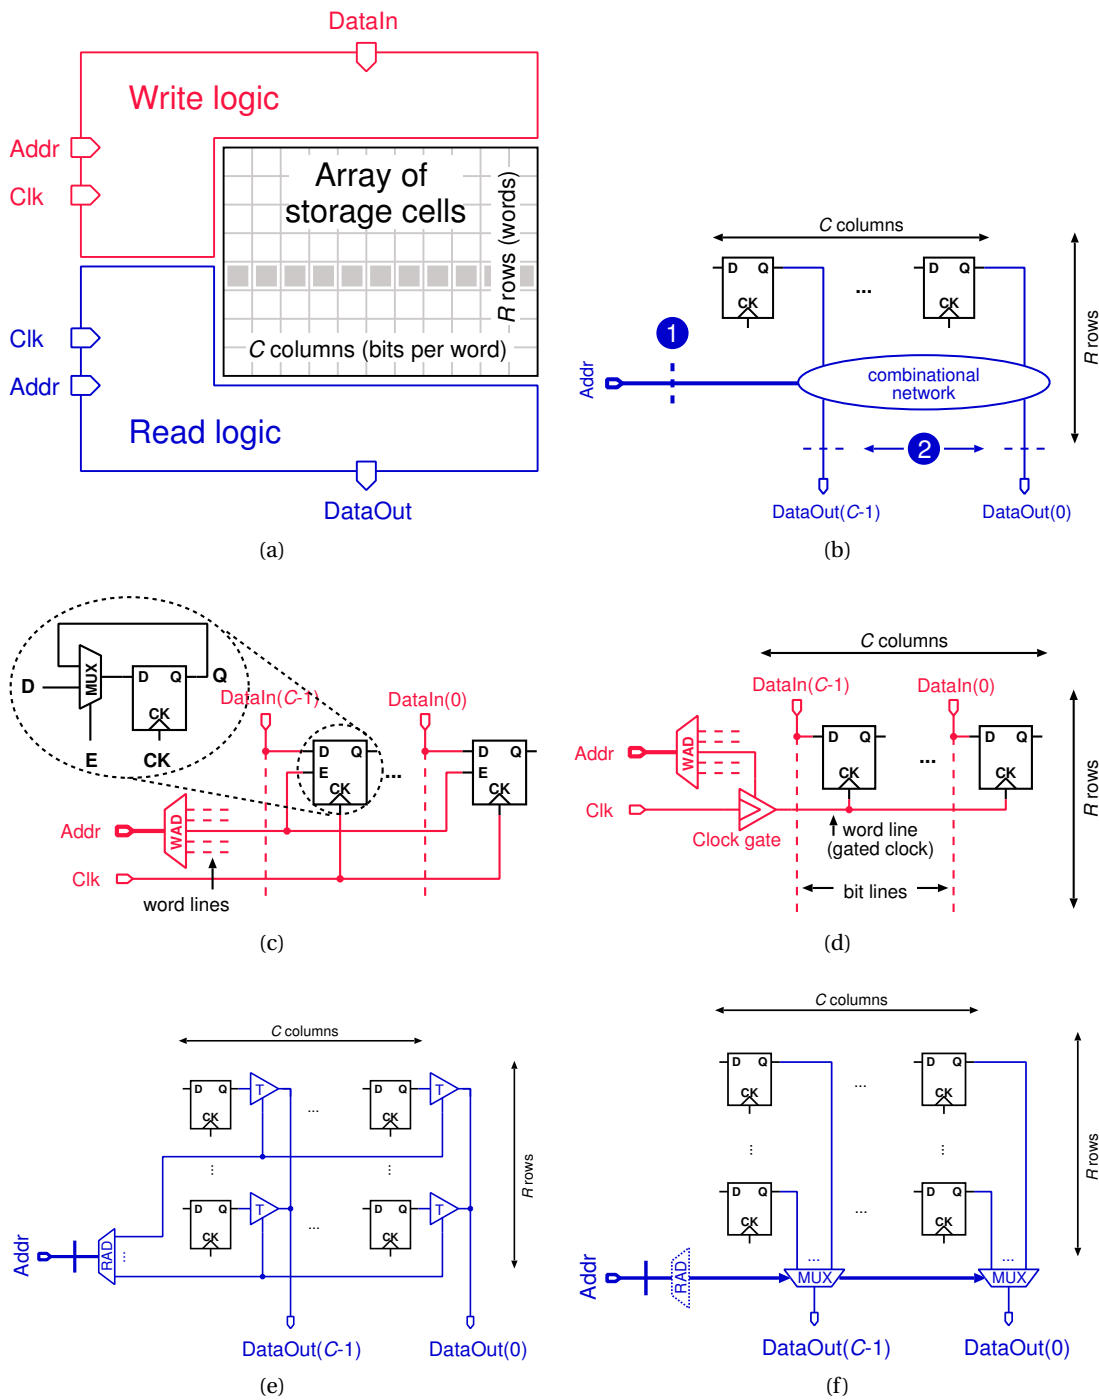 DataIn
Write logic
Addr
Clk
Array of
storage cells
R rows (words)
C columns (bits per word)
Clk
Addr
Read logic
DataOut
(a)
C columns
D Q
CK
...
D Q
CK
R rows
1
Addr
combinational
network
2
DataOut(C-1)
DataOut(0)
(b)
D
MUX
D Q
CK
Q
E
CK
DataIn(C-1)
DataIn(0)
D Q
E
CK
...
D Q
E
CK
Addr
WAD
Clk
word lines
(c)
C columns
DataIn(C-1)
DataIn(0)
Addr
WAD
D Q
CK
...
D Q
CK
R rows
Clk
Clock gate
word line
(gated clock)
bit lines
(d)
C columns
D Q
CK
T
...
D Q
CK
T
R rows
...
...
D Q
CK
T
...
D Q
CK
T
Addr
RAD
...
DataOut(C-1)
DataOut(0)
(e)
C columns
D Q
CK
...
D Q
CK
R rows
...
...
D Q
CK
...
D Q
CK
Addr
RAD
...
MUX
...
MUX
DataOut(C-1)
DataOut(0)
(f)